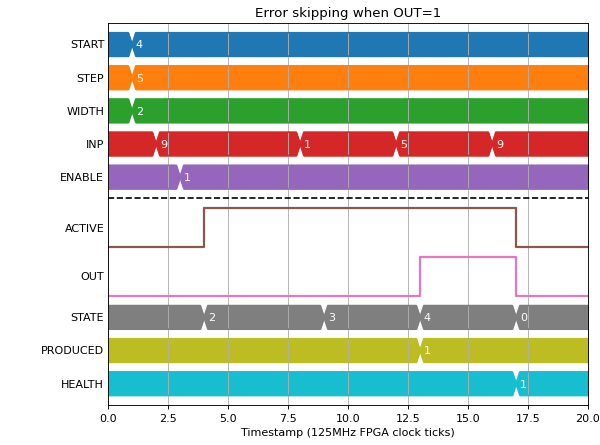 Error skipping when OUT=1
START 4
STEP 5
WIDTH 2
INP 9 1 5 9
ENABLE 1
ACTIVE
OUT
STATE 2 3 4 0
PRODUCED 1
HEALTH 1
0.0 2.5 5.0 7.5 10.0 12.5 15.0 17.5 20.0
Timestamp (125MHz FPGA clock ticks)